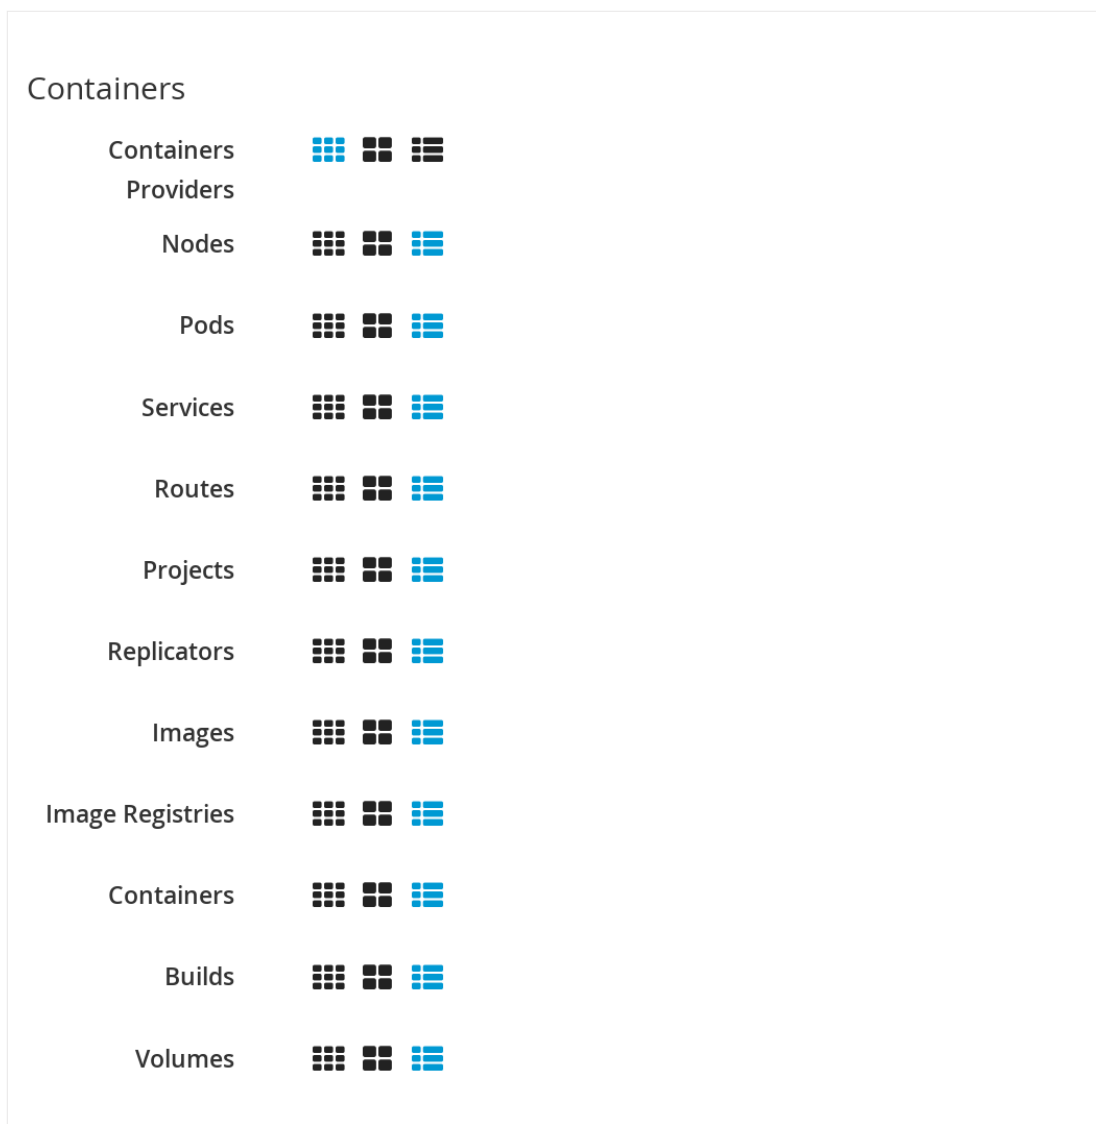 Containers
Containers
Providers
Nodes
Pods
Services
Routes
Projects
Replicators
Images
Image Registries
Containers
Builds
Volumes